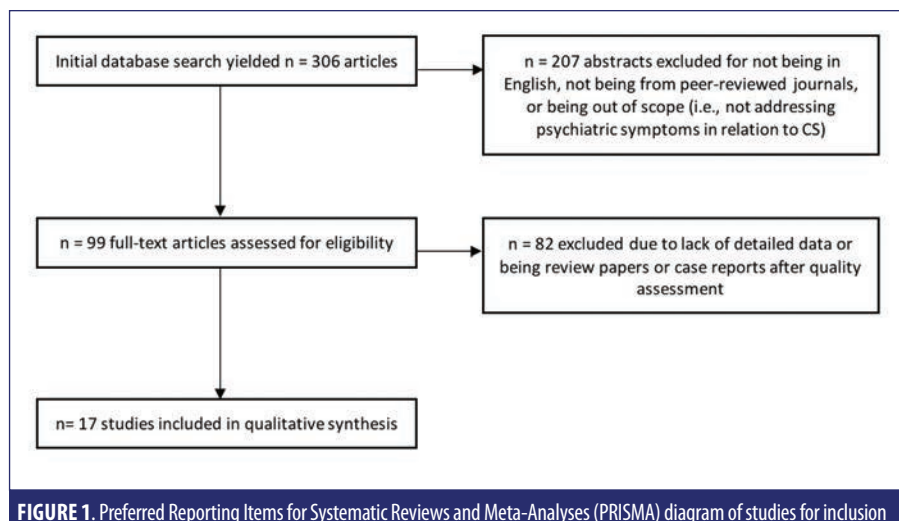 Initial database search yielded n = 306 articles
n = 207 abstracts excluded for not being in
English, not being from peer-reviewed journals,
or being out of scope (i.e., not addressing
psychiatric symptoms in relation to CS)
n = 99 full-text articles assessed for eligibility
n = 82 excluded due to lack of detailed data or
being review papers or case reports after quality
assessment
n= 17 studies included in qualitative synthesis
FIGURE 1. Preferred Reporting Items for Systematic Reviews and Meta-Analyses (PRISMA) diagram of studies for inclusion